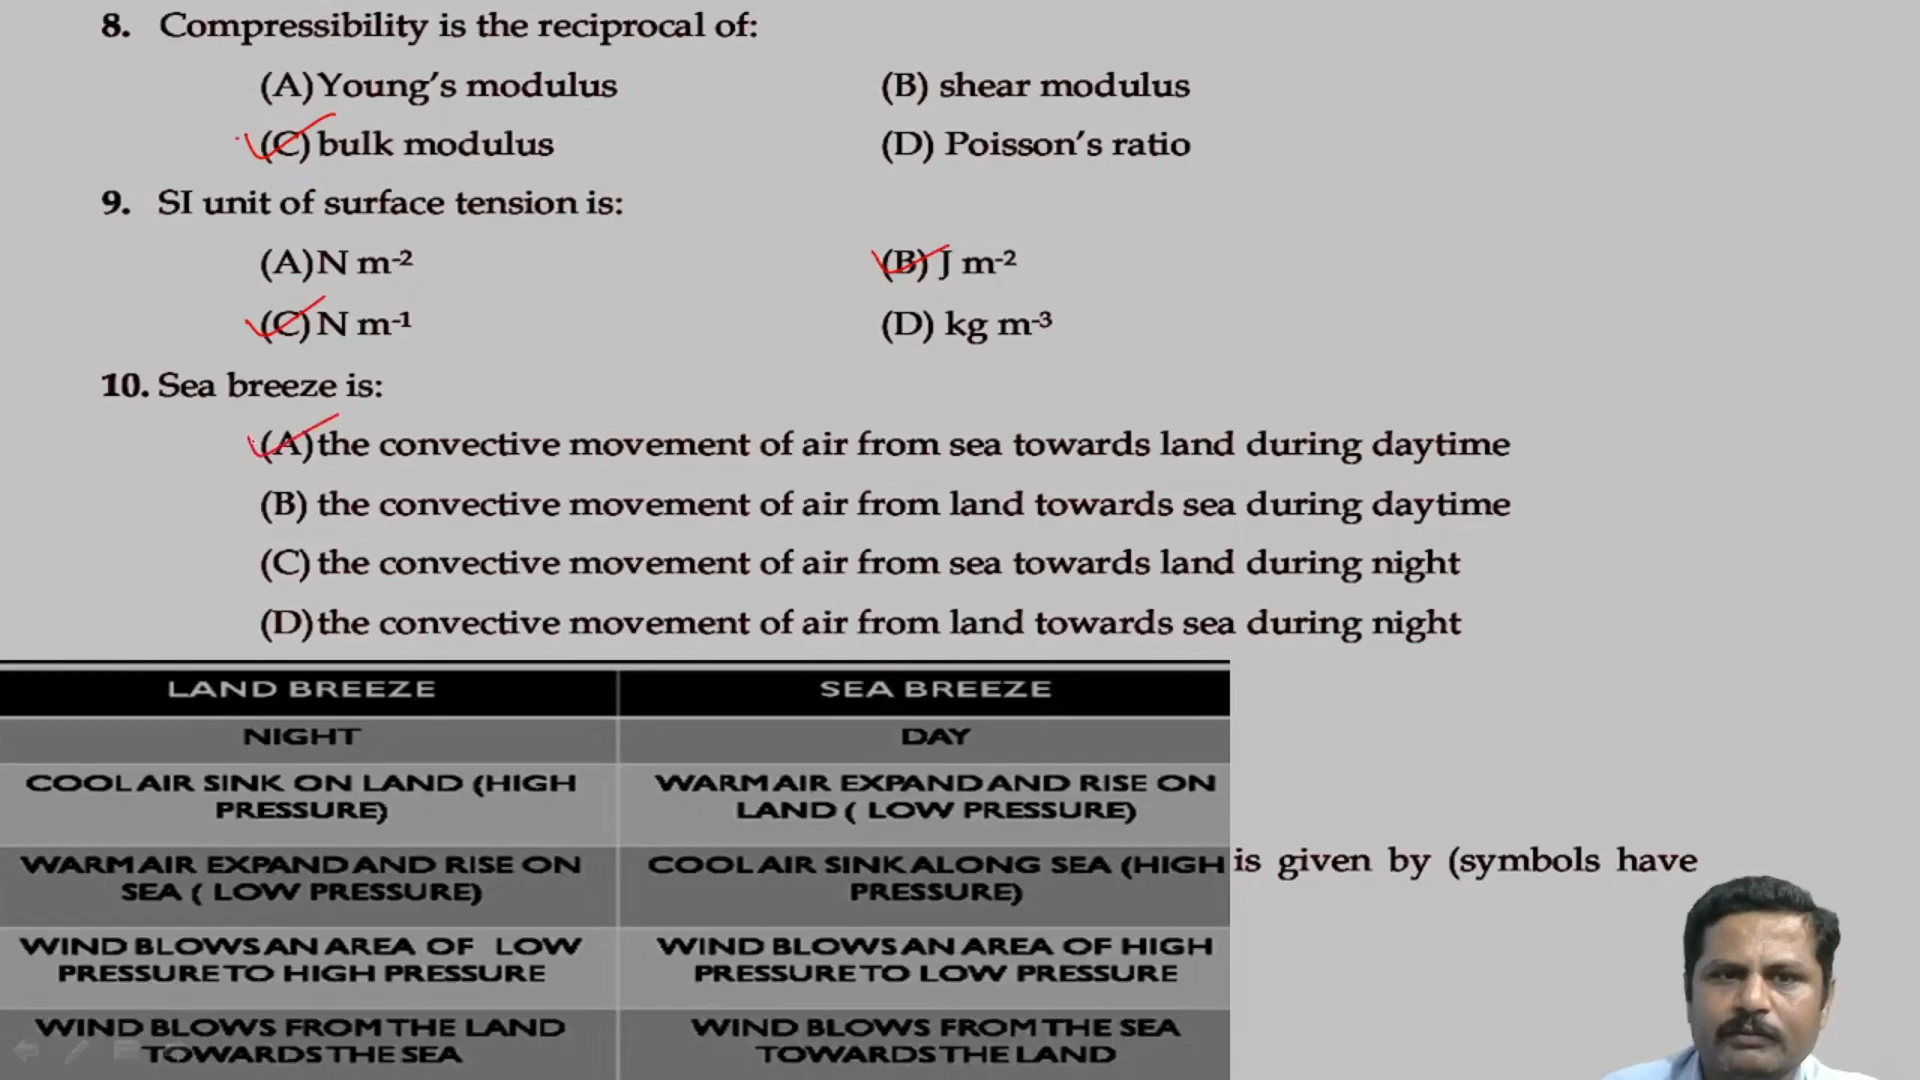 8. Compressibility is the reciprocal of:
(A) Young's modulus (B) shear modulus
(C) bulk modulus (D) Poisson's ratio
9. SI unit of surface tension is:
(A) N m-2 (B) J m-2
(C) N m-1 (D) kg m-3
10. Sea breeze is:
(A) the convective movement of air from sea towards land during daytime
(B) the convective movement of air from land towards sea during daytime
(C) the convective movement of air from sea towards land during night
(D) the convective movement of air from land towards sea during night
LAND BREEZE SEA BREEZE
NIGHT DAY
COOL AIR SINK ON LAND (HIGH
PRESSURE)
WARM AIR EXPAND AND RISE ON
LAND ( LOW PRESSURE)
WARM AIR EXPAND AND RISE ON
SEA ( LOW PRESSURE)
COOL AIR SINK ALONG SEA (HIGH
PRESSURE)
is given by (symbols have
WIND BLOWS AN AREA OF LOW
PRESSURE TO HIGH PRESSURE
WIND BLOWS AN AREA OF HIGH
PRESSURE TO LOW PRESSURE
WIND BLOWS FROM THE LAND
TOWARDS THE SEA
WIND BLOWS FROM THE SEA
TOWARDS THE LAND